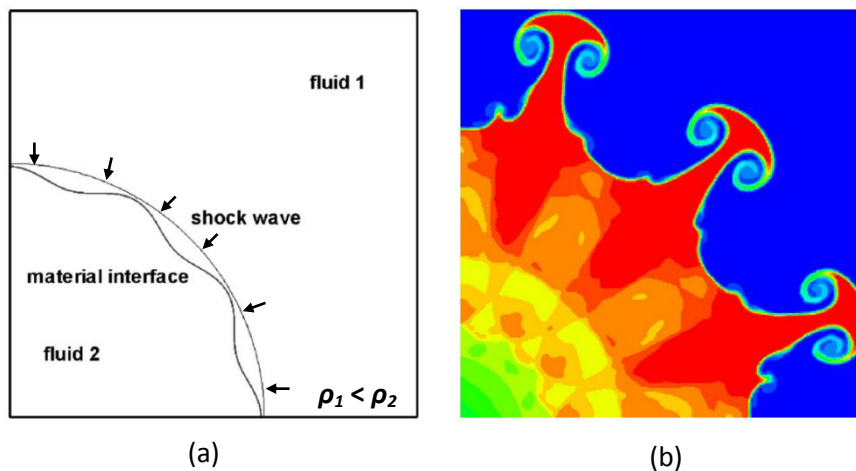 fluid 1
shock wave
material interface
fluid 2
ρ₁ < ρ₂
(a)
(b)